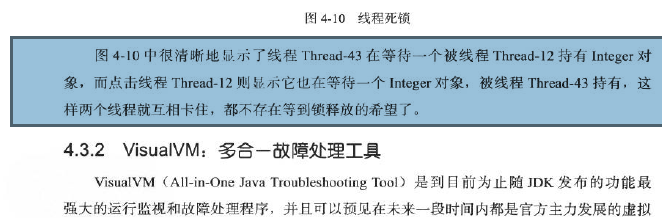 图 4-10 线程死锁
图 4-10 中很清晰地显示了线程 Thread-43 在等待一个被线程 Thread-12 持有 Integer 对
象，而点击线程 Thread-12 则显示它也在等待一个 Integer 对象，被线程 Thread-43 持有，这
样两个线程就互相卡住，都不存在等到锁释放的希望了。
4.3.2 VisualVM：多合一故障处理工具
VisualVM（All-in-One Java Troubleshooting Tool）是到目前为止随 JDK 发布的功能最
强大的运行监视和故障处理程序，并且可以预见在未来一段时间内都是官方主力发展的虚拟